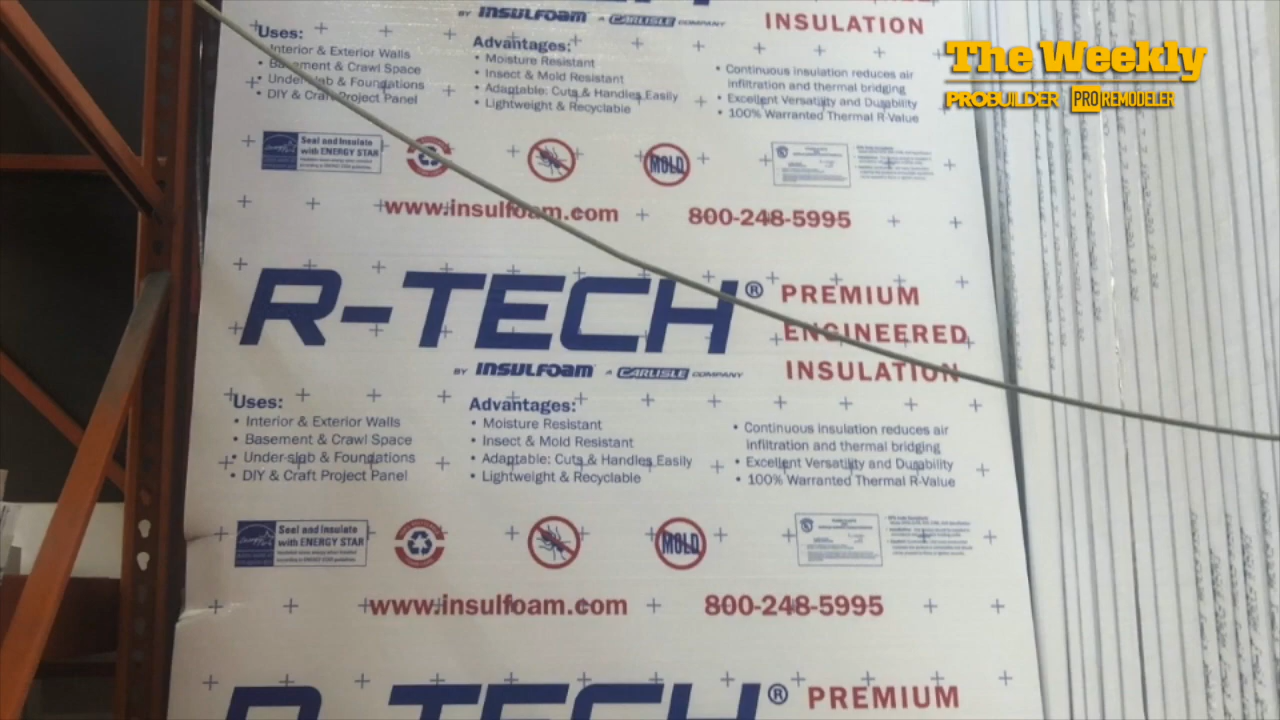 The Weekly
PROBUILDER PRO REMODELER
BY INSULFOAM A CARLISLE COMPANY
INSULATION
Uses:
• Interior & Exterior Walls
• Basement & Crawl Space
• Under-slab & Foundations
• DIY & Craft Project Panel
Advantages:
• Moisture Resistant
• Insect & Mold Resistant
• Adaptable: Cuts & Handles Easily
• Lightweight & Recyclable
• Continuous insulation reduces air
infiltration and thermal bridging
• Excellent Versatility and Durability
• 100% Warranted Thermal R-Value
Seal and Insulate
with ENERGY STAR
MOLD
www.insulfoam.com 800-248-5995
R-TECH® PREMIUM
ENGINEERED
INSULATION
BY INSULFOAM A CARLISLE COMPANY
Uses:
• Interior & Exterior Walls
• Basement & Crawl Space
• Under-slab & Foundations
• DIY & Craft Project Panel
Advantages:
• Moisture Resistant
• Insect & Mold Resistant
• Adaptable: Cuts & Handles Easily
• Lightweight & Recyclable
• Continuous insulation reduces air
infiltration and thermal bridging
• Excellent Versatility and Durability
• 100% Warranted Thermal R-Value
Seal and Insulate
with ENERGY STAR
MOLD
www.insulfoam.com 800-248-5995
R-TECH® PREMIUM